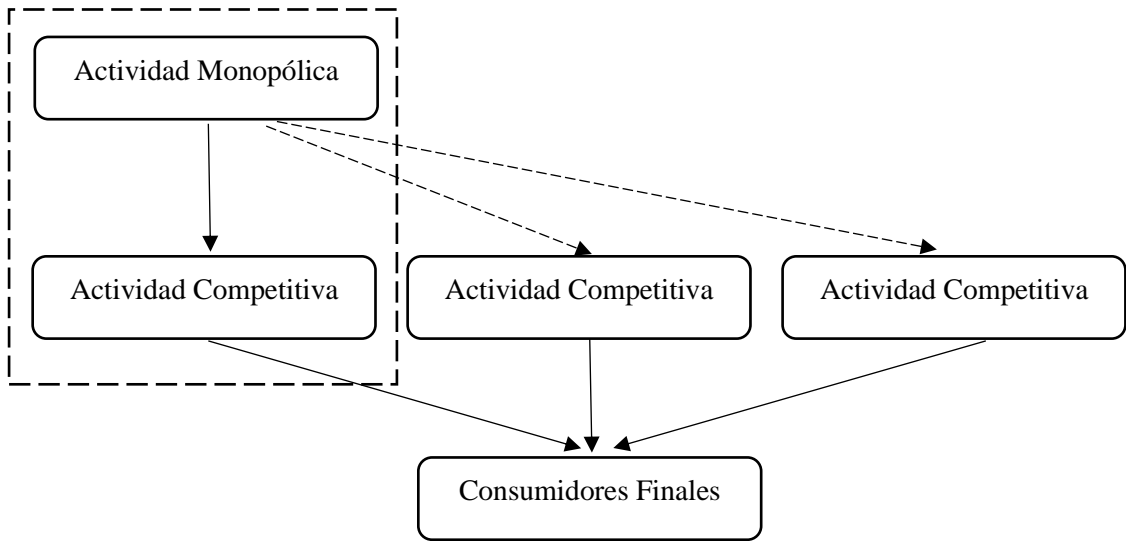 Actividad Monopólica
Actividad Competitiva
Actividad Competitiva
Actividad Competitiva
Consumidores Finales